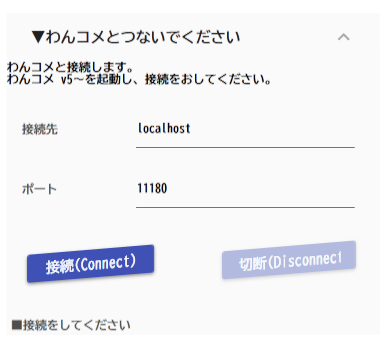 ▼わんコメとつないでください
わんコメと接続します。
わんコメ v5～を起動し、接続をおしてください。
接続先
localhost
ポート
11180
接続(Connect)
切断(Disconnect
■接続をしてください